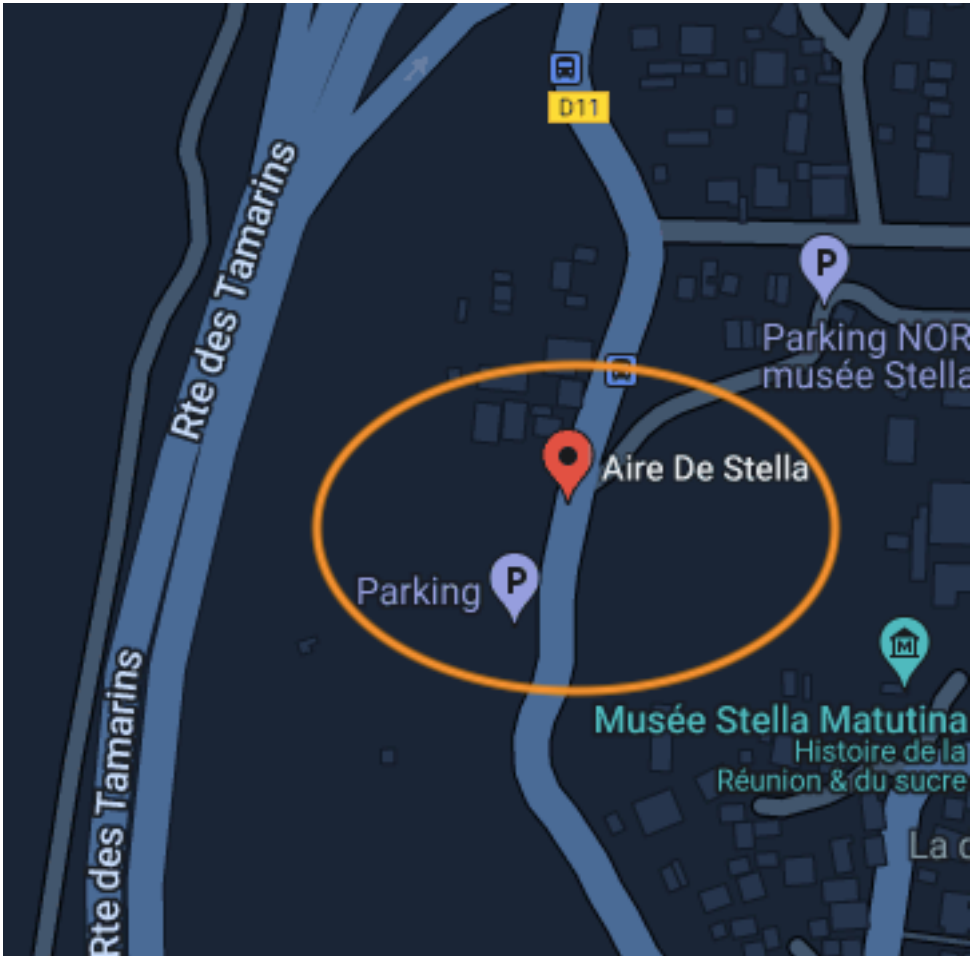 D11
Rte des Tamarins
P
Parking NOR
musée Stella
Aire De Stella
Parking P
M
Musée Stella Matutina
Histoire de la
Réunion & du sucre
Rte des Tamarins
La c